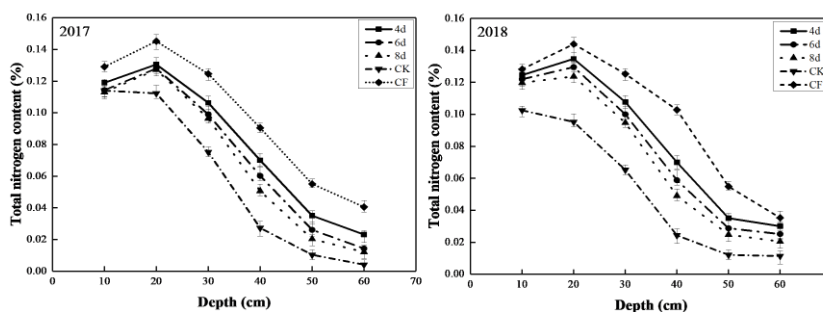 2017
4d
6d
8d
CK
CF
Total nitrogen content (%)
0.16
0.14
0.12
0.10
0.08
0.06
0.04
0.02
0.00
0 10 20 30 40 50 60 70
Depth (cm)
2018
4d
6d
8d
CK
CF
Total nitrogen content (%)
0.16
0.14
0.12
0.10
0.08
0.06
0.04
0.02
0.00
0 10 20 30 40 50 60
Depth (cm)